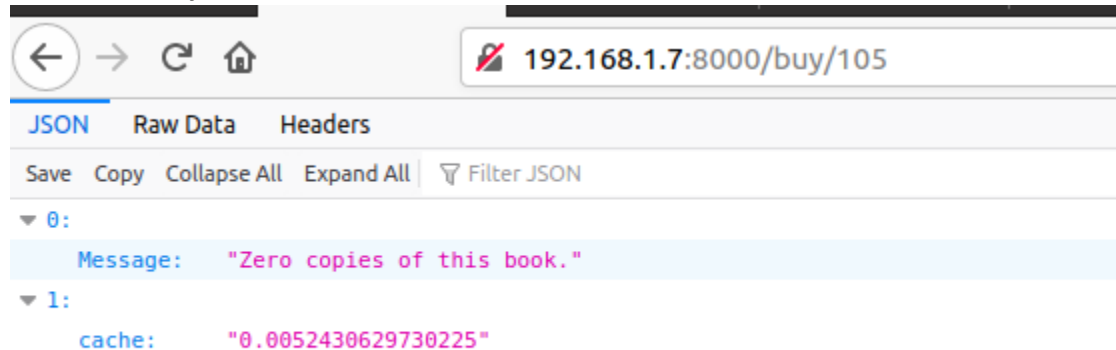 192.168.1.7:8000/buy/105
JSON Raw Data Headers
Save Copy Collapse All Expand All Filter JSON
0:
Message: "Zero copies of this book."
1:
cache: "0.0052430629730225"